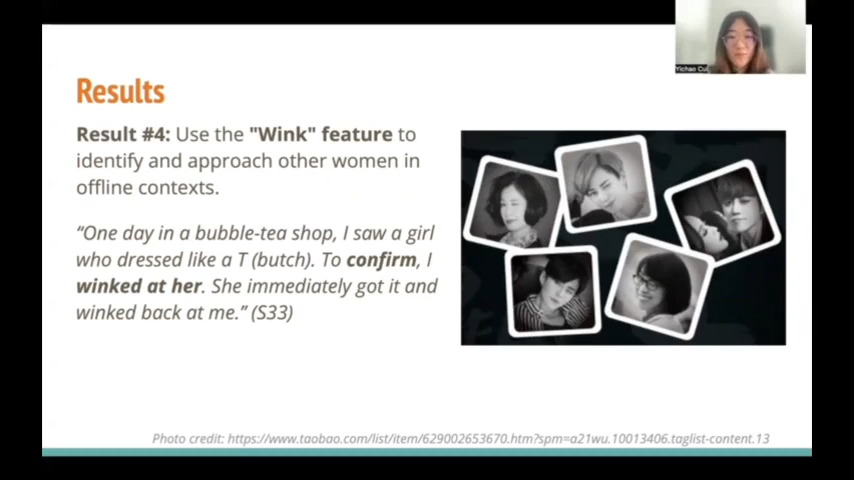 Yichao Cui
Results
Result #4: Use the "Wink" feature to
identify and approach other women in
offline contexts.
“One day in a bubble-tea shop, I saw a girl
who dressed like a T (butch). To confirm, I
winked at her. She immediately got it and
winked back at me.” (S33)
Photo credit: https://www.taobao.com/list/item/629002653670.htm?spm=a21wu.10013406.taglist-content.13